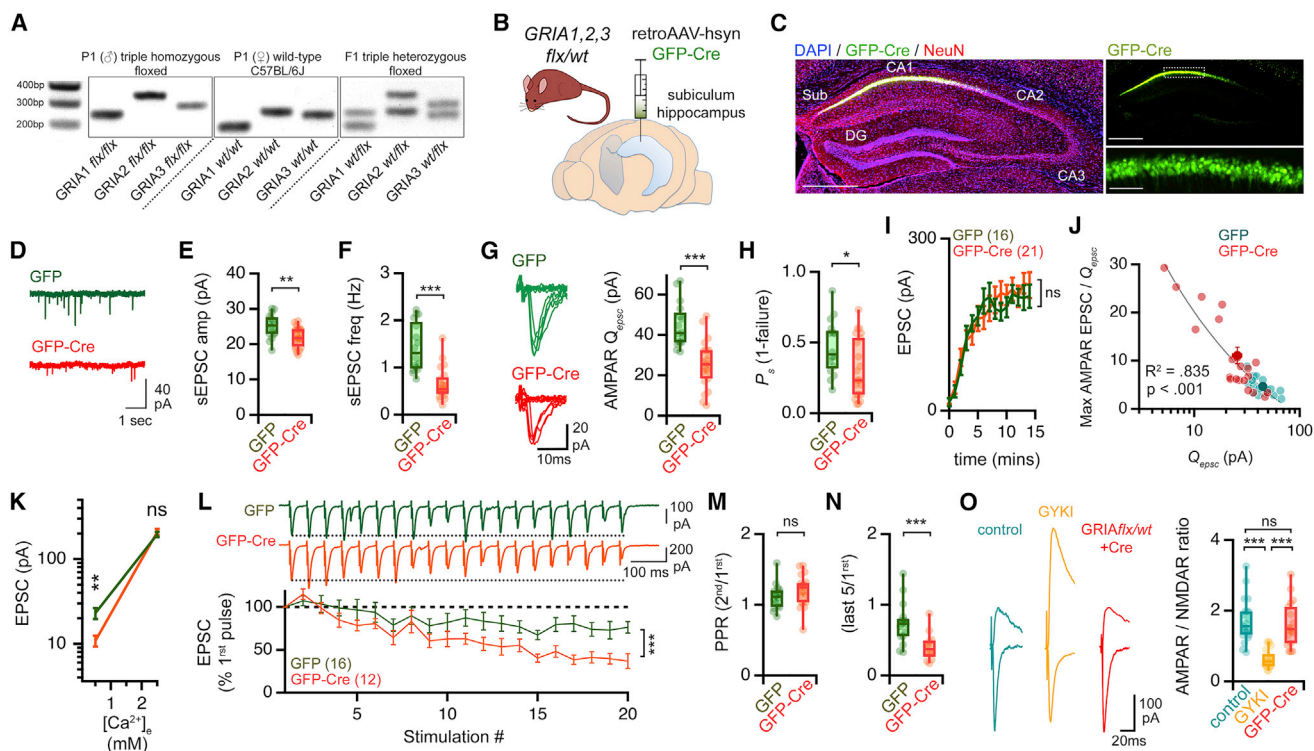 A
P1 (♂) triple homozygous
floxed
P1 (♀) wild-type
C57BL/6J
F1 triple heterozygous
floxed
400bp
300bp
200bp
GRIA1 flx/flx
GRIA2 flx/flx
GRIA3 flx/flx
GRIA1 wt/wt
GRIA2 wt/wt
GRIA3 wt/wt
GRIA1 wt/flx
GRIA2 wt/flx
GRIA3 wt/flx
B
GRIA1,2,3
flx/wt
retroAAV-hsyn
GFP-Cre
subiculum
hippocampus
C
DAPI / GFP-Cre / NeuN
GFP-Cre
CA1
Sub
CA2
DG
CA3
D
GFP
GFP-Cre
40
pA
1 sec
E
sEPSC amp (pA)
40
30
20
10
0
**
GFP
GFP-Cre
F
sEPSC freq (Hz)
3
2
1
0
***
GFP
GFP-Cre
G
GFP
GFP-Cre
20
pA
10ms
AMPAR Qepsc (pA)
80
60
40
20
0
***
GFP
GFP-Cre
H
Ps (1-failure)
1.0
0.5
0.0
*
GFP
GFP-Cre
I
GFP (16)
GFP-Cre (21)
EPSC (pA)
300
0
ns
0 5 10 15
time (mins)
J
GFP
GFP-Cre
Max AMPAR EPSC / Qepsc
30
20
10
0
R² = .835
p < .001
10
100
Qepsc (pA)
K
ns
EPSC (pA)
100
10
**
1 2
[Ca²⁺]e
(mM)
L
GFP
100
pA
GFP-Cre
200
pA
100 ms
EPSC
(% 1rst pulse)
100
50
0
GFP (16)
GFP-Cre (12)
***
5 10 15 20
Stimulation #
M
PPR (2nd/1rst)
2
1
0
ns
GFP
GFP-Cre
N
(last 5/1rst)
2
1
0
***
GFP
GFP-Cre
O
control
GYKI
GRIAflx/wt
+Cre
100
pA
20ms
AMPAR / NMDAR ratio
4
2
0
ns
*** ***
control
GYKI
GFP-Cre